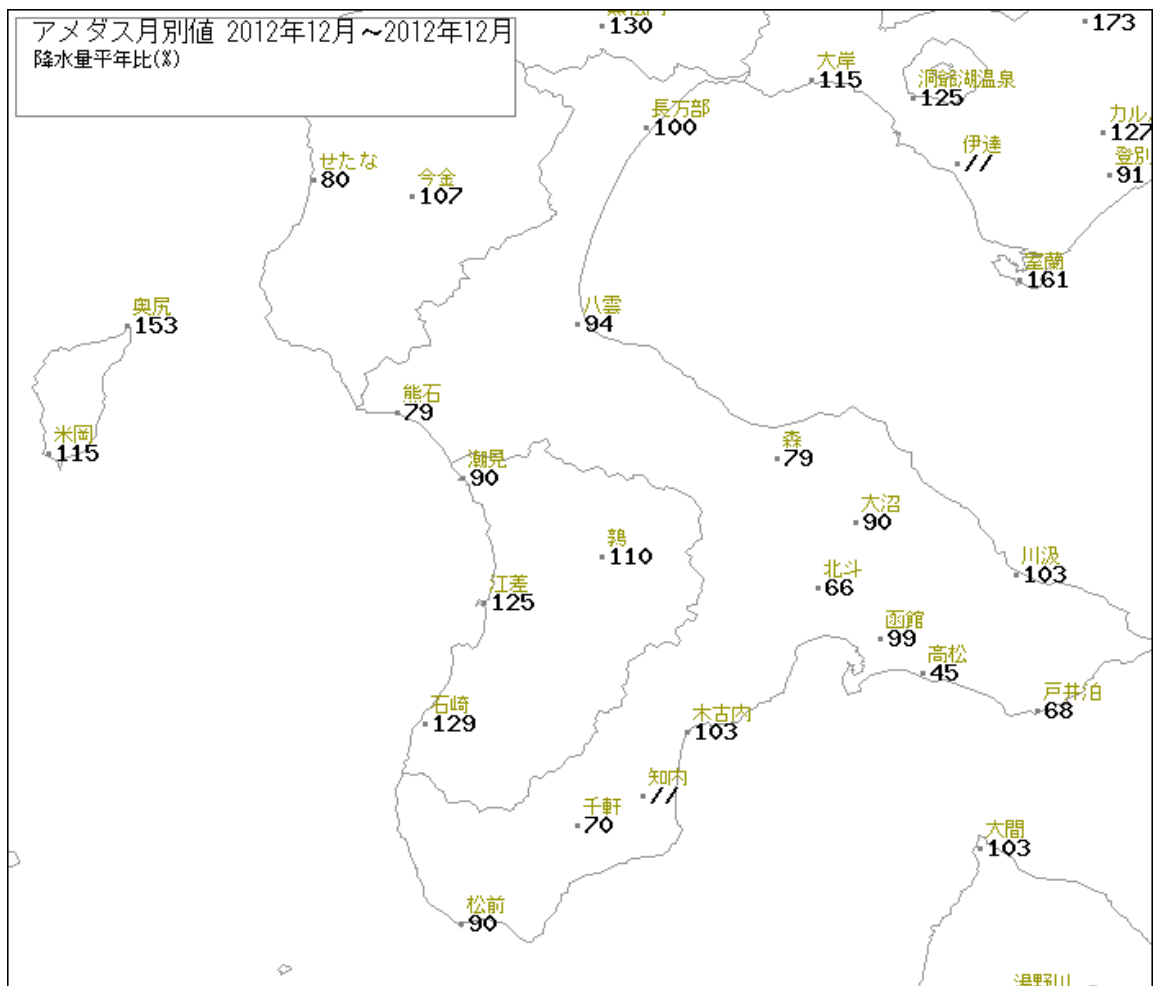 アメダス月別値 2012年12月～2012年12月
降水量平年比(%)
130
173
大岸
115
洞爺湖温泉
125
長万部
100
カル
127
伊達
//
登別
91
せたな
80
今金
107
室蘭
161
奥尻
153
八雲
94
熊石
79
米岡
115
潮見
90
森
79
大沼
90
鶉
110
川汲
103
北斗
66
江差
125
函館
99
高松
45
石崎
129
戸井泊
68
木古内
103
知内
//
千軒
70
大間
103
松前
90
湯野川